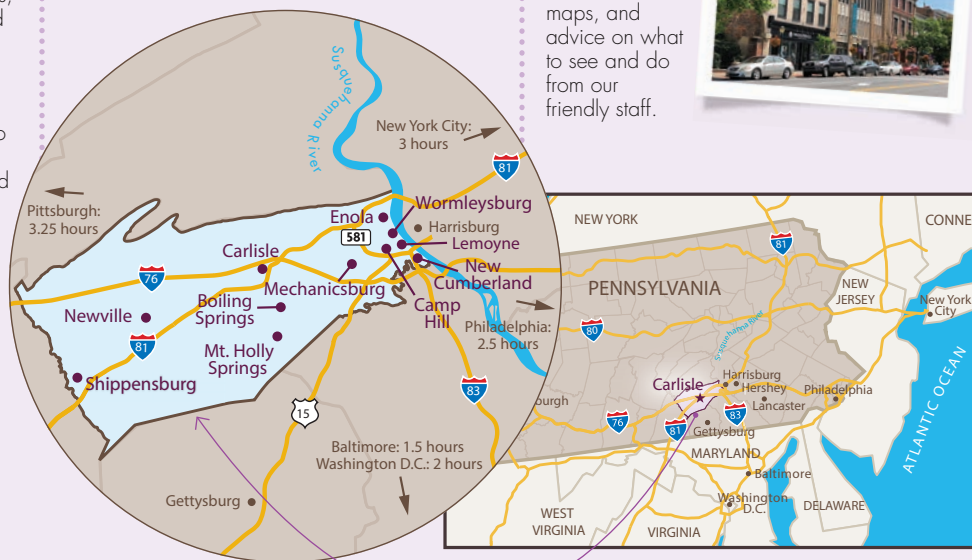 maps, and
advice on what
to see and do
from our
friendly staff.
Susquehanna River
New York City:
3 hours
81
Pittsburgh:
3.25 hours
Enola
Wormleysburg
581
Harrisburg
Lemoyne
Carlisle
76
Mechanicsburg
New
Cumberland
Camp
Hill
Boiling
Springs
Newville
81
Mt. Holly
Springs
Philadelphia:
2.5 hours
Shippensburg
83
15
Baltimore: 1.5 hours
Washington D.C.: 2 hours
Gettysburg
NEW YORK
81
CONNE
PENNSYLVANIA
NEW
JERSEY
New York
City
80
Susquehanna River
Carlisle
Harrisburg
Hershey
Philadelphia
Lancaster
burgh
76
81
83
Gettysburg
MARYLAND
Baltimore
Washington
D.C.
DELAWARE
WEST
VIRGINIA
VIRGINIA
ATLANTIC OCEAN